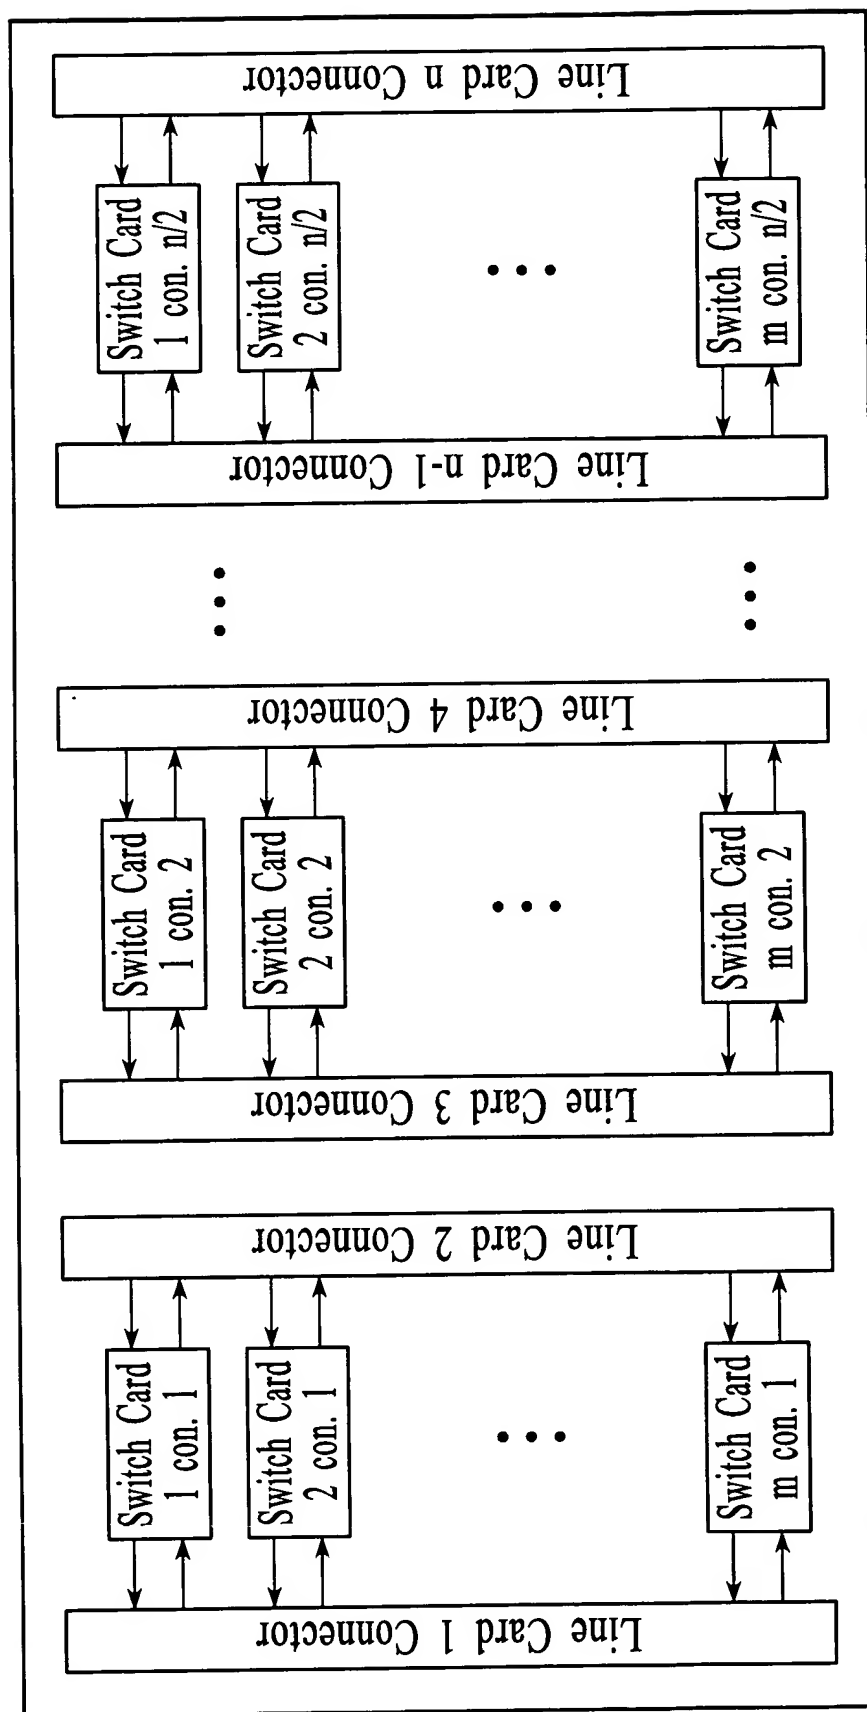 Line Card 1 Connector
Switch Card
1 con. 1
Switch Card
2 con. 1
Switch Card
m con. 1
Line Card 2 Connector
Line Card 3 Connector
Switch Card
1 con. 2
Switch Card
2 con. 2
Switch Card
m con. 2
Line Card 4 Connector
Line Card n-1 Connector
Switch Card
1 con. n/2
Switch Card
2 con. n/2
Switch Card
m con. n/2
Line Card n Connector